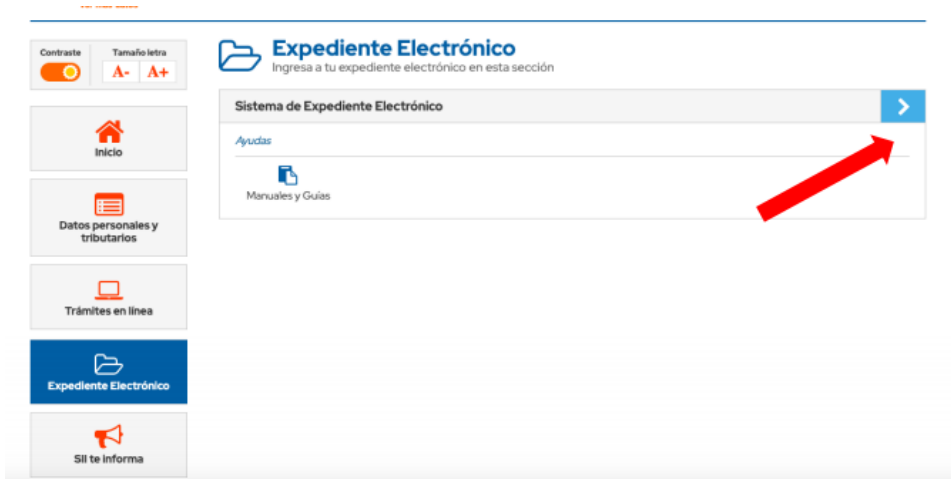 Contraste
Tamaño letra
A- A+
Inicio
Datos personales y
tributarios
Trámites en línea
Expediente Electrónico
SII te informa
Expediente Electrónico
Ingresa a tu expediente electrónico en esta sección
Sistema de Expediente Electrónico
Ayudas
Manuales y Guías